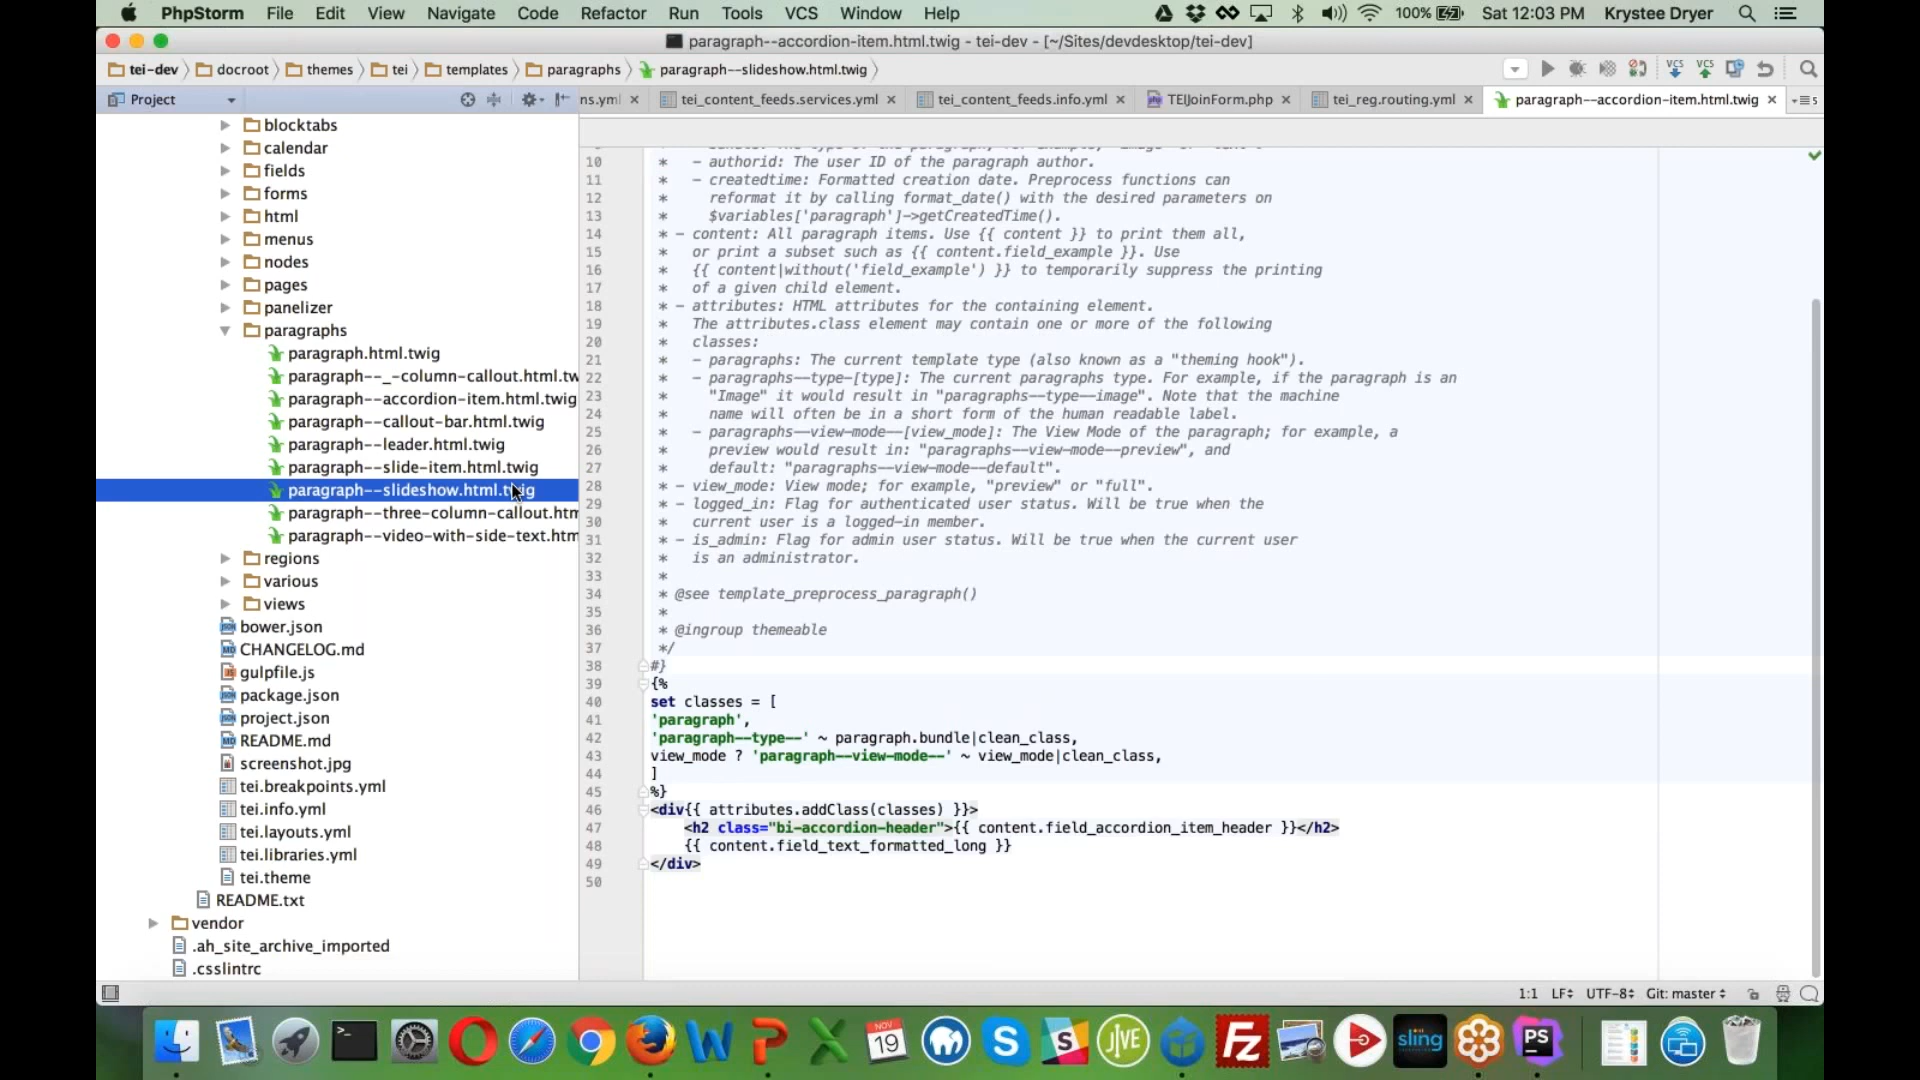 PhpStorm File Edit View Navigate Code Refactor Run Tools VCS Window Help 100% Sat 12:03 PM Krystee Dryer
paragraph--accordion-item.html.twig - tei-dev - [~/Sites/devdesktop/tei-dev]
tei-dev docroot themes tei templates paragraphs paragraph--slideshow.html.twig
VCS VCS
Project
ns.yml tei_content_feeds.services.yml tei_content_feeds.info.yml TEIJoinForm.php tei_reg.routing.yml paragraph--accordion-item.html.twig 5
blocktabs
calendar
fields
forms
html
menus
nodes
pages
panelizer
paragraphs
paragraph.html.twig
paragraph--_-column-callout.html.tw
paragraph--accordion-item.html.twig
paragraph--callout-bar.html.twig
paragraph--leader.html.twig
paragraph--slide-item.html.twig
paragraph--slideshow.html.twig
paragraph--three-column-callout.htm
paragraph--video-with-side-text.htm
regions
various
views
bower.json
CHANGELOG.md
gulpfile.js
package.json
project.json
README.md
screenshot.jpg
tei.breakpoints.yml
tei.info.yml
tei.layouts.yml
tei.libraries.yml
tei.theme
README.txt
vendor
.ah_site_archive_imported
.csslintrc
10 * - authorid: The user ID of the paragraph author.
11 * - createdtime: Formatted creation date. Preprocess functions can
12 * reformat it by calling format_date() with the desired parameters on
13 * $variables['paragraph']->getCreatedTime().
14 * - content: All paragraph items. Use {{ content }} to print them all,
15 * or print a subset such as {{ content.field_example }}. Use
16 * {{ content|without('field_example') }} to temporarily suppress the printing
17 * of a given child element.
18 * - attributes: HTML attributes for the containing element.
19 * The attributes.class element may contain one or more of the following
20 * classes:
21 * - paragraphs: The current template type (also known as a "theming hook").
22 * - paragraphs--type-[type]: The current paragraphs type. For example, if the paragraph is an
23 * "Image" it would result in "paragraphs--type--image". Note that the machine
24 * name will often be in a short form of the human readable label.
25 * - paragraphs--view-mode--[view_mode]: The View Mode of the paragraph; for example, a
26 * preview would result in: "paragraphs--view-mode--preview", and
27 * default: "paragraphs--view-mode--default".
28 * - view_mode: View mode; for example, "preview" or "full".
29 * - logged_in: Flag for authenticated user status. Will be true when the
30 * current user is a logged-in member.
31 * - is_admin: Flag for admin user status. Will be true when the current user
32 * is an administrator.
33 *
34 * @see template_preprocess_paragraph()
35 *
36 * @ingroup themeable
37 */
38 #}
39 {%
40 set classes = [
41 'paragraph',
42 'paragraph--type--' ~ paragraph.bundle|clean_class,
43 view_mode ? 'paragraph--view-mode--' ~ view_mode|clean_class,
44 ]
45 %}
46 <div{{ attributes.addClass(classes) }}>
47 <h2 class="bi-accordion-header">{{ content.field_accordion_item_header }}</h2>
48 {{ content.field_text_formatted_long }}
49 </div>
50
1:1 LF UTF-8 Git: master
NOV 19 JIVE Fz sling PS